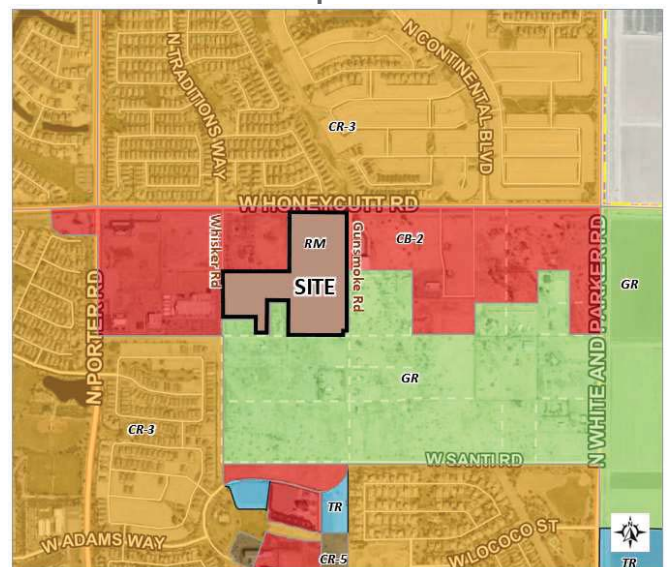 N TRADITIONS WAY
N CONTINENTAL BLVD
CR-3
W HONEYCUTT RD
Whisker Rd
RM
Gunsmoke Rd
CB-2
SITE
N PORTER RD
N WHITE AND PARKER RD
GR
GR
CR-3
W SANTI RD
TR
W ADAMS WAY
CR-5
W LOCOCO ST
TR